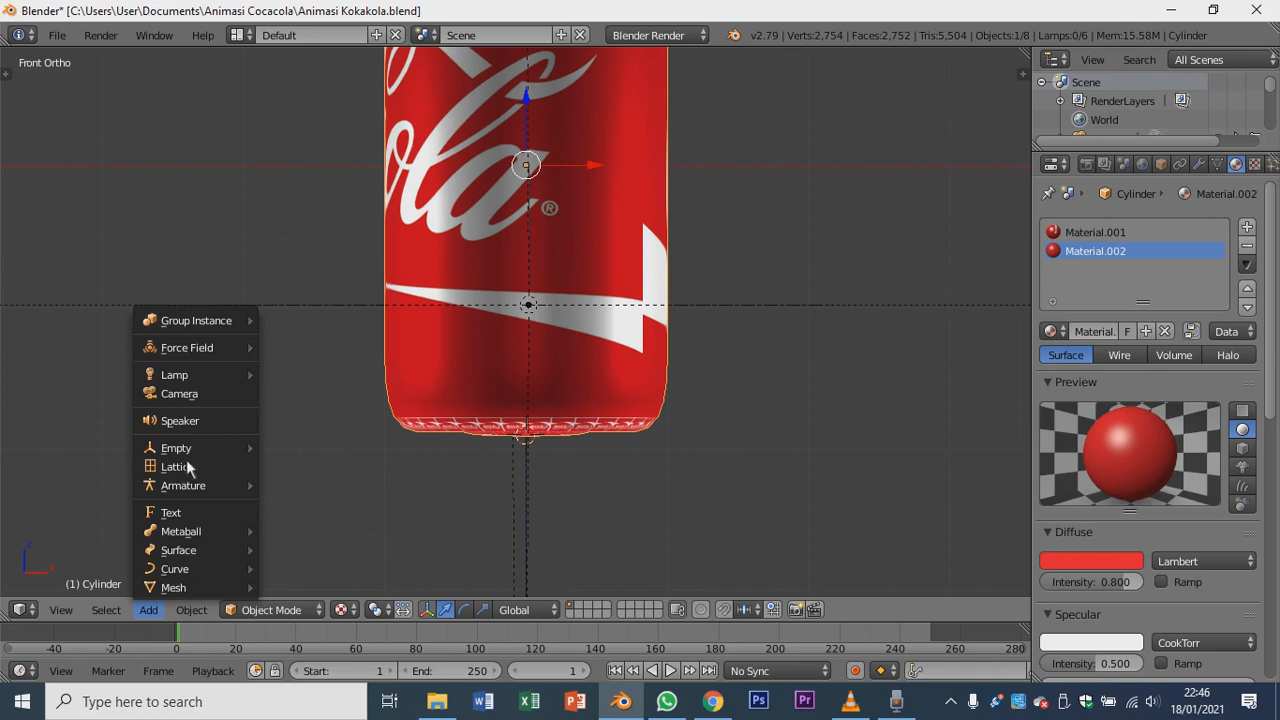 Blender* [C:\Users\User\Documents\Animasi Cocacola\Animasi Kokakola.blend]
File Render Window Help Default Scene Blender Render v2.79 | Verts:2,754 | Faces:2,752 | Tris:5,504 | Objects:1/8 | Lamps:0/6 | Mem:15.58M | Cylinder
Front Ortho
View Search All Scenes
Scene
RenderLayers
World
Cylinder Material.002
Material.001
Material.002
Material. F Data
Surface Wire Volume Halo
Preview
Diffuse
Lambert
Intensity: 0.800 Ramp
Specular
CookTorr
Intensity: 0.500 Ramp
Cola
®
Group Instance
Force Field
Lamp
Camera
Speaker
Empty
Lattic
Armature
Text
Metaball
Surface
Curve
Mesh
z
x
(1) Cylinder
View Select Add Object Object Mode Global
-40 -20 0 20 40 60 80 100 120 140 160 180 200 220 240 260 280
View Marker Frame Playback Start: 1 End: 250 1 No Sync
Type here to search
W X P Ps Pr
22:46
18/01/2021